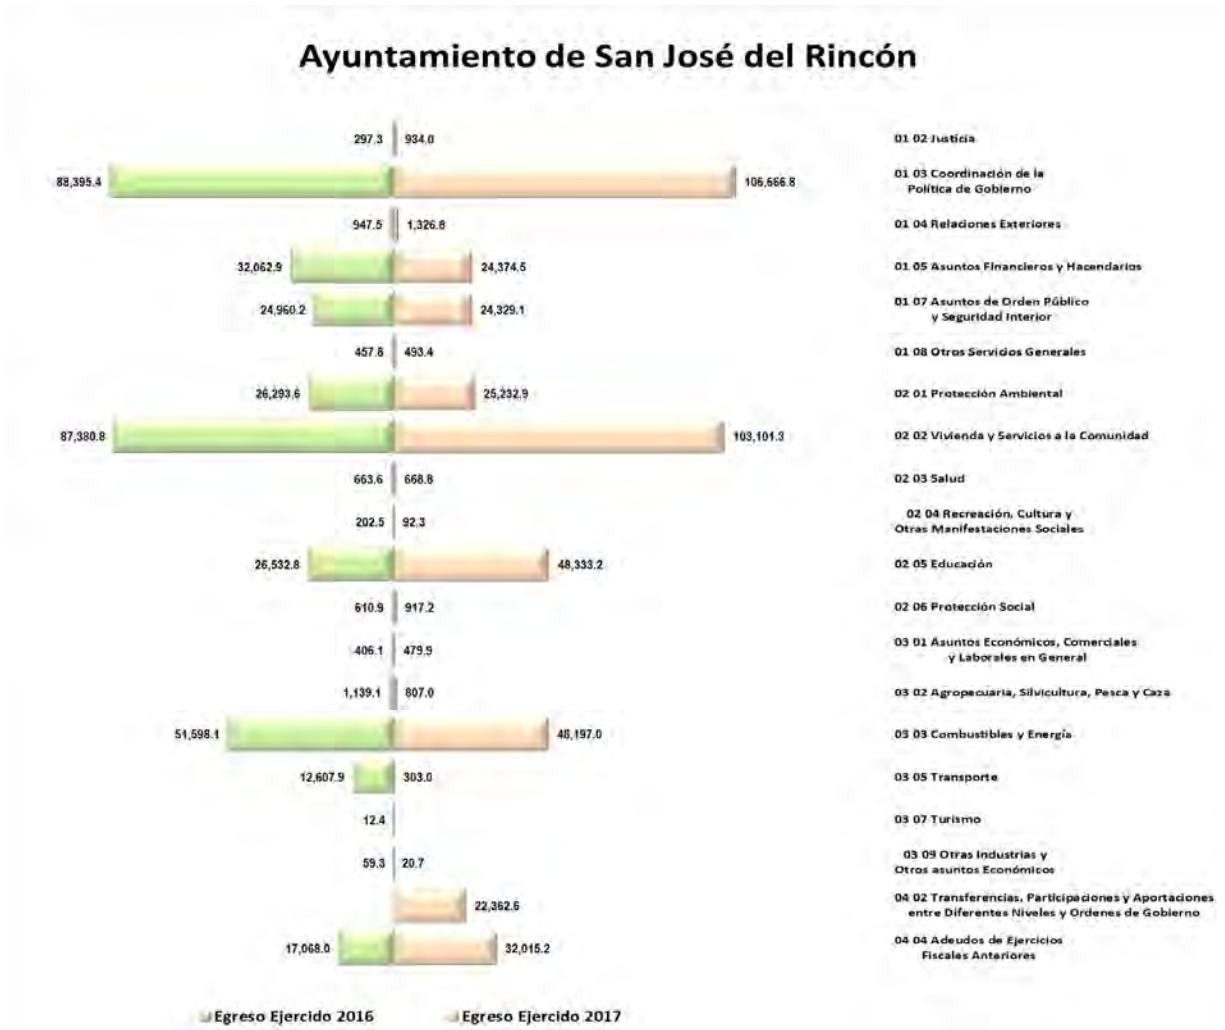 Ayuntamiento de San José del Rincón
297.3 934.0 01 02 Justicia
88,395.4 106,666.8 01 03 Coordinación de la
Política de Gobierno
947.5 1,326.8 01 04 Relaciones Exteriores
32,062.9 24,374.5 01 05 Asuntos Financieros y Hacendarios
24,960.2 24,329.1 01 07 Asuntos de Orden Público
y Seguridad Interior
457.8 493.4 01 08 Otros Servicios Generales
26,293.6 25,232.9 02 01 Protección Ambiental
87,380.8 103,101.3 02 02 Vivienda y Servicios a la Comunidad
663.6 668.8 02 03 Salud
202.5 92.3 02 04 Recreación, Cultura y
Otras Manifestaciones Sociales
26,532.8 48,333.2 02 05 Educación
610.9 917.2 02 06 Protección Social
406.1 479.9 03 01 Asuntos Económicos, Comerciales
y Laborales en General
1,139.1 807.0 03 02 Agropecuaria, Silvicultura, Pesca y Caza
51,598.1 48,197.0 03 03 Combustibles y Energía
12,607.9 303.0 03 05 Transporte
12.4 03 07 Turismo
59.3 20.7 03 09 Otras Industrias y
Otros asuntos Económicos
22,362.6 04 02 Transferencias, Participaciones y Aportaciones
entre Diferentes Niveles y Ordenes de Gobierno
17,068.0 32,015.2 04 04 Adeudos de Ejercicios
Fiscales Anteriores
Egreso Ejercido 2016 Egreso Ejercido 2017